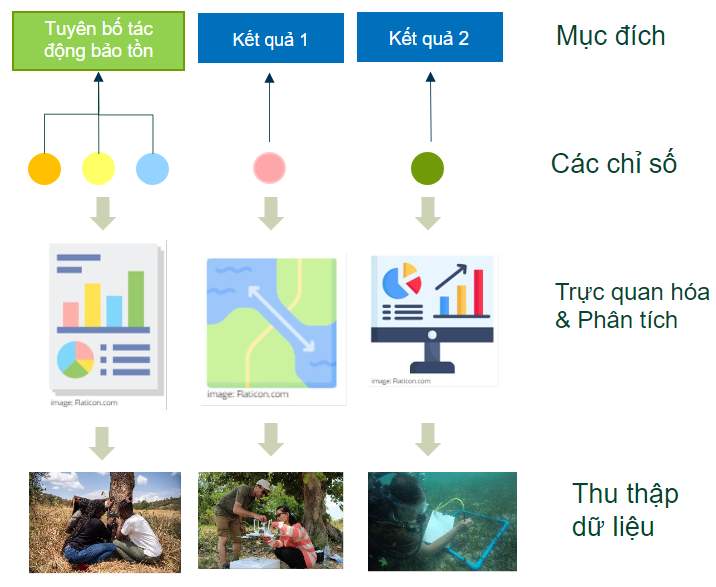 Tuyên bố tác
động bảo tồn
Kết quả 1
Kết quả 2
Mục đích
Các chỉ số
Trực quan hóa
& Phân tích
image: Flaticon.com
image: Flaticon.com
image: Flaticon.com
Thu thập
dữ liệu